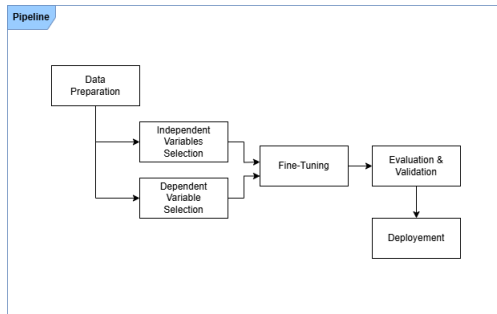 Pipeline
Data
Preparation
Independent
Variables
Selection
Dependent
Variable
Selection
Fine-Tuning
Evaluation &
Validation
Deployement